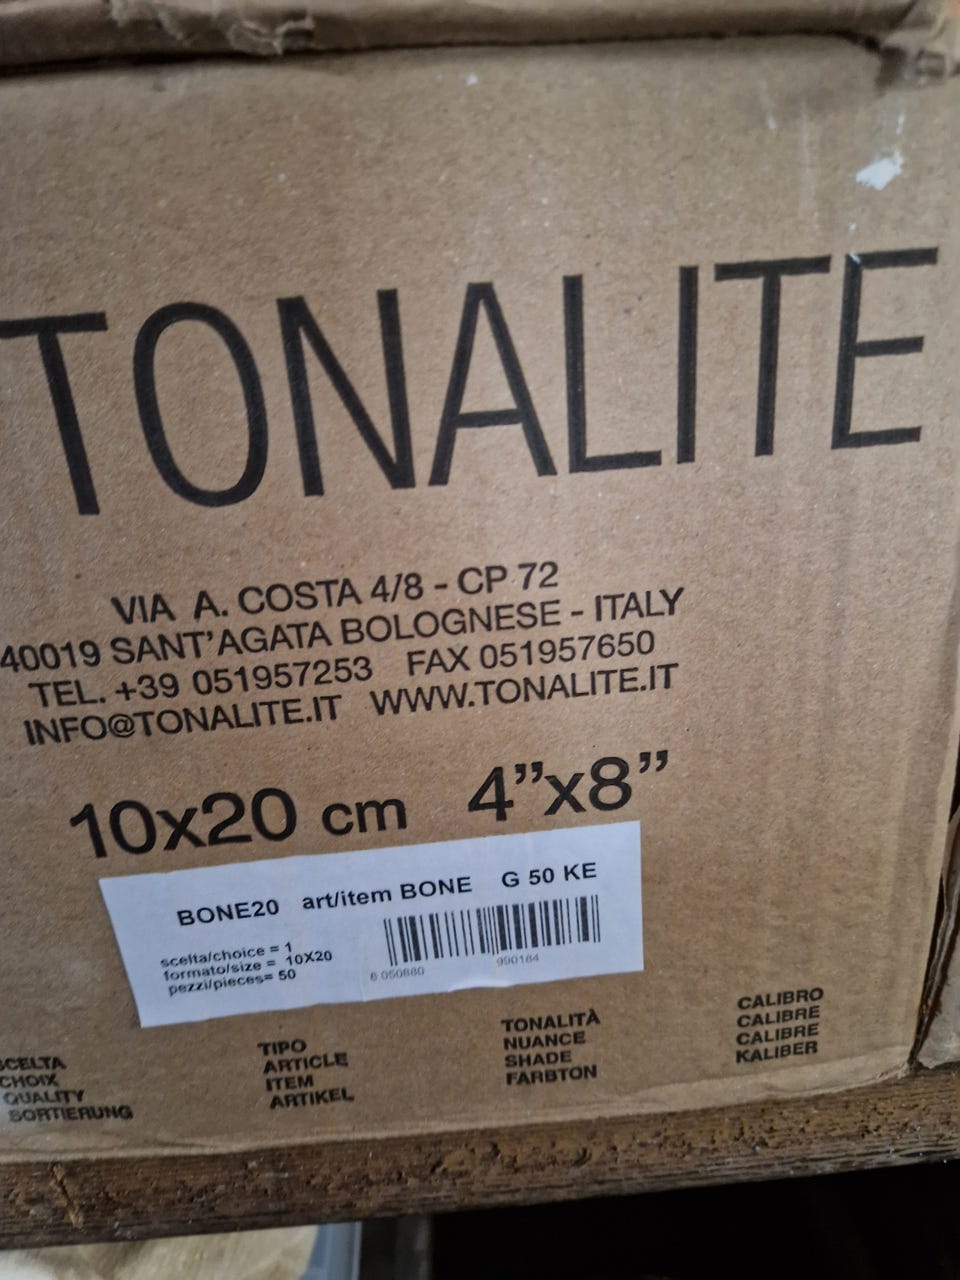 TONALITE
VIA A. COSTA 4/8 - CP 72
40019 SANT'AGATA BOLOGNESE - ITALY
TEL. +39 051957253 FAX 051957650
INFO@TONALITE.IT WWW.TONALITE.IT
10x20 cm 4”x8”
BONE20 art/item BONE G 50 KE
scelta/choice = 1
formato/size = 10X20
pezzi/pieces= 50
6 050880 990184
SCELTA
CHOIX
QUALITY
SORTIERUNG
TIPO
ARTICLE
ITEM
ARTIKEL
TONALITÀ
NUANCE
SHADE
FARBTON
CALIBRO
CALIBRE
CALIBRE
KALIBER